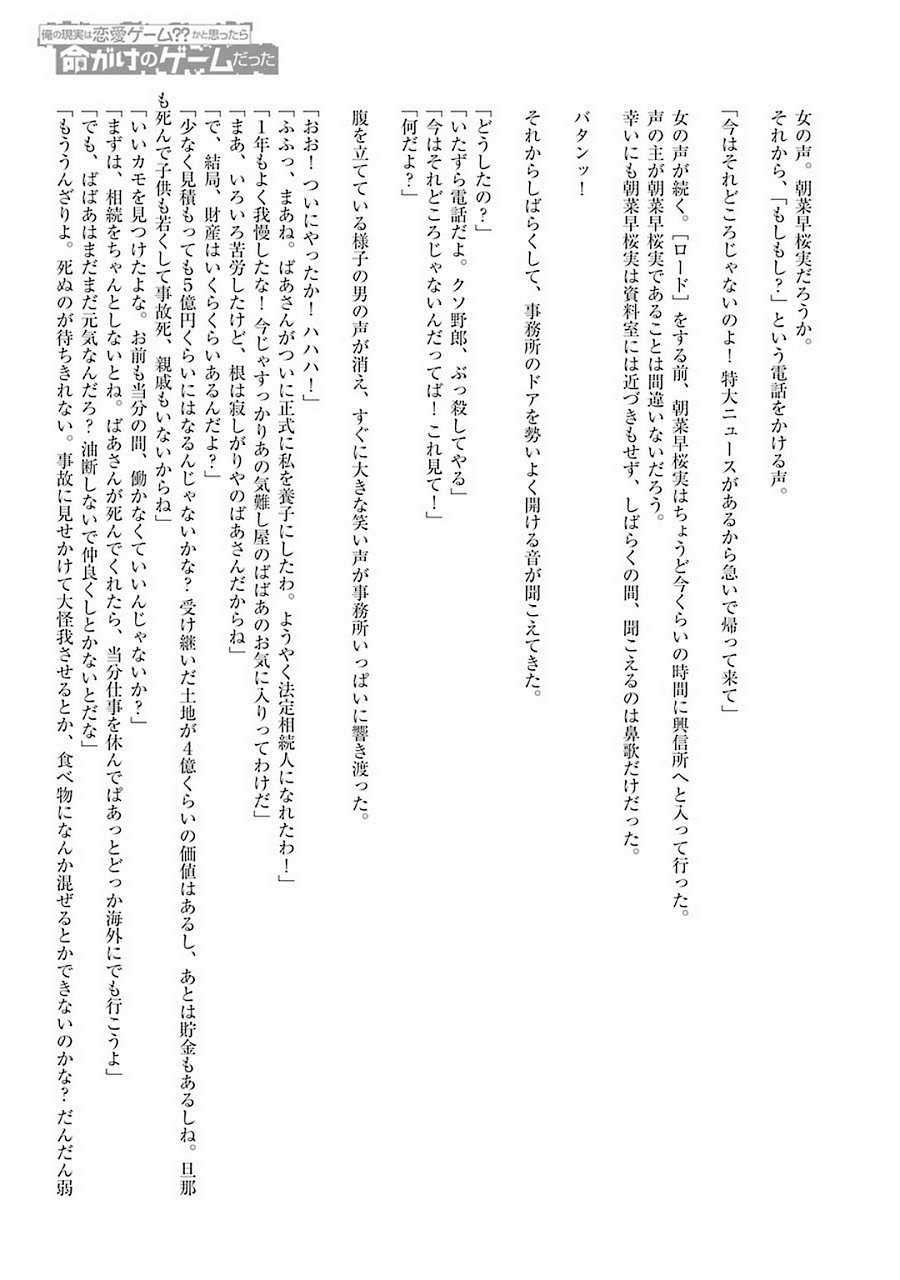 俺の現実は恋愛ゲーム??かと思ったら
命がけのゲームだった
女の声。朝菜早桜実だろうか。
それから、「もしもし?」という電話をかける声。
「今はそれどころじゃないのよ！特大ニュースがあるから急いで帰って来て」
女の声が続く。［ロード］をする前、朝菜早桜実はちょうど今くらいの時間に興信所へと入って行った。
声の主が朝菜早桜実であることは間違いないだろう。
幸いにも朝菜早桜実は資料室には近づきもせず、しばらくの間、聞こえるのは鼻歌だけだった。
バタンッ！
それからしばらくして、事務所のドアを勢いよく開ける音が聞こえてきた。
「どうしたの？」
「いたずら電話だよ。クソ野郎、ぶっ殺してやる」
「今はそれどころじゃないんだってば！これ見て！」
「何だよ？」
腹を立てている様子の男の声が消え、すぐに大きな笑い声が事務所いっぱいに響き渡った。
「おお！ついにやったか！ハハハ！」
「ふふっ、まあね。ばあさんがついに正式に私を養子にしたわ。ようやく法定相続人になれたわ！」
「１年もよく我慢したな！今じゃすっかりあの気難し屋のばばあのお気に入りってわけだ」
「まあ、いろいろ苦労したけど、根は寂しがりやのばあさんだからね」
「で、結局、財産はいくらくらいあるんだよ？」
「少なく見積もっても５億円くらいにはなるんじゃないかな？受け継いだ土地が４億くらいの価値はあるし、あとは貯金もあるしね。旦那
も死んで子供も若くして事故死、親戚もいないからね」
「いいカモを見つけたよな。お前も当分の間、働かなくていいんじゃないか？」
「まずは、相続をちゃんとしないとね。ばあさんが死んでくれたら、当分仕事を休んでぱあっとどっか海外にでも行こうよ」
「でも、ばばあはまだまだ元気なんだろ？油断しないで仲良くしとかないとだな」
「もううんざりよ。死ぬのが待ちきれない。事故に見せかけて大怪我させるとか、食べ物になんか混ぜるとかできないのかな？だんだん弱